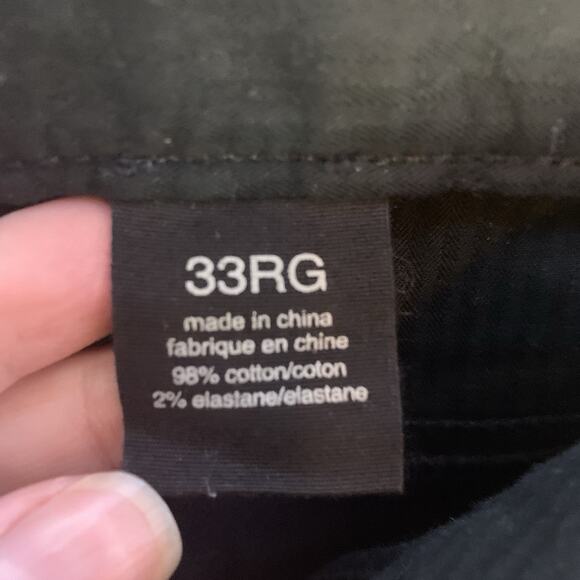 33RG
made in china
fabrique en chine
98% cotton/coton
2% elastane/elastane